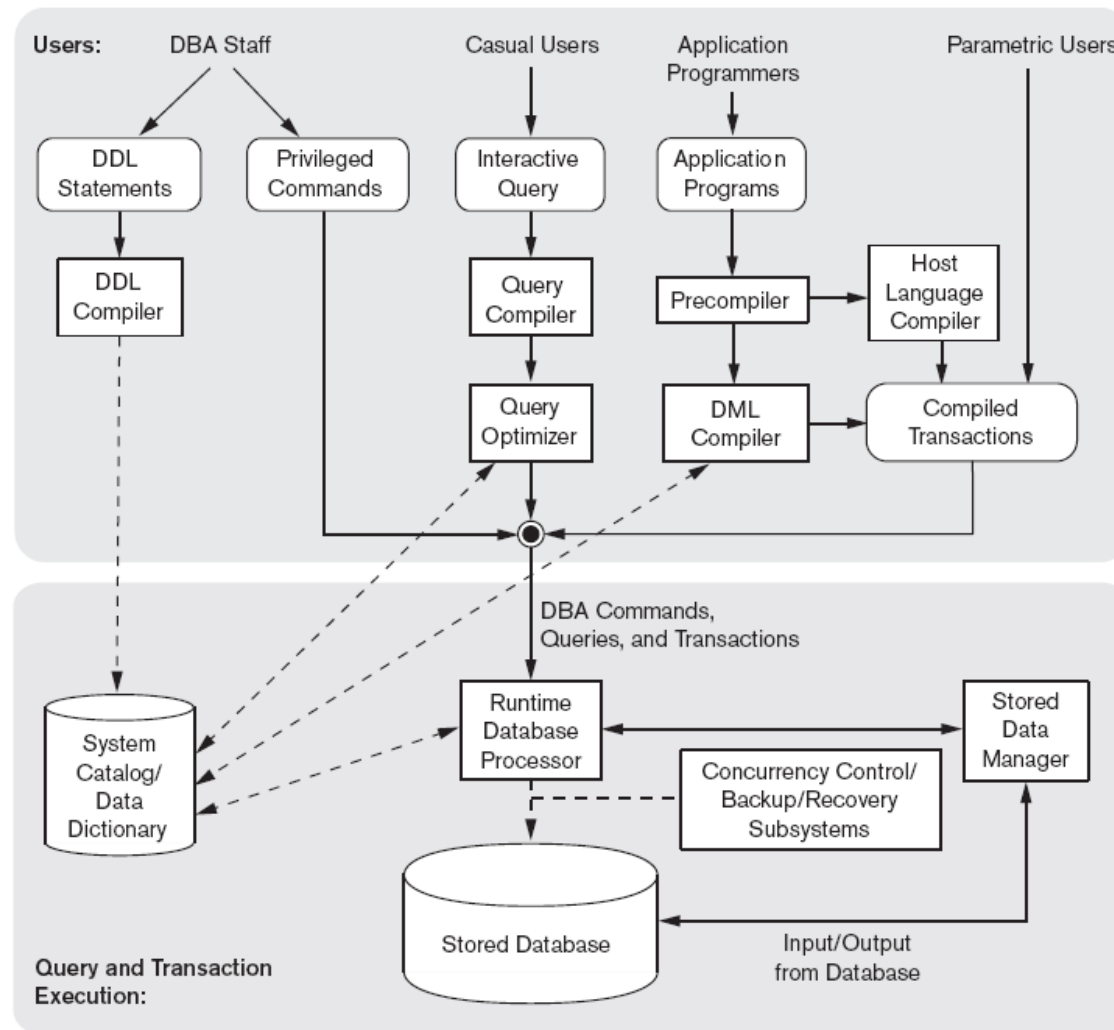 Users:
DBA Staff
Casual Users
Application
Programmers
Parametric Users
DDL
Statements
Privileged
Commands
Interactive
Query
Application
Programs
DDL
Compiler
Query
Compiler
Precompiler
Host
Language
Compiler
Query
Optimizer
DML
Compiler
Compiled
Transactions
DBA Commands,
Queries, and Transactions
System
Catalog/
Data
Dictionary
Runtime
Database
Processor
Stored
Data
Manager
Concurrency Control/
Backup/Recovery
Subsystems
Stored Database
Input/Output
from Database
Query and Transaction
Execution: